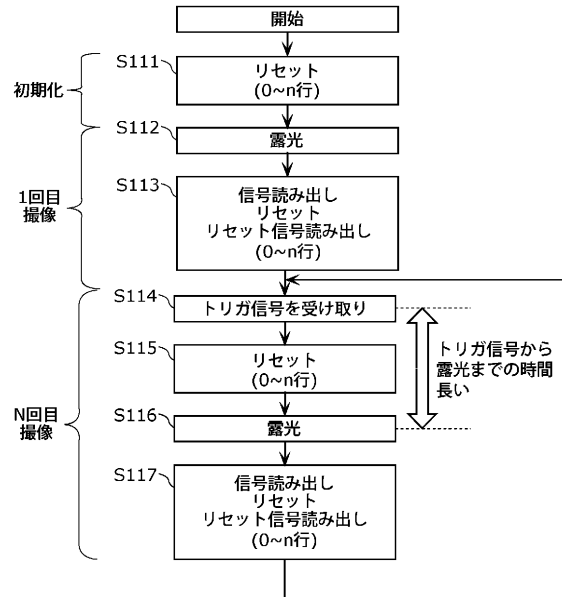 開始
S111
リセット
(0~n行)
初期化
S112
露光
S113
信号読み出し
リセット
リセット信号読み出し
(0~n行)
1回目
撮像
S114
トリガ信号を受け取り
S115
リセット
(0~n行)
トリガ信号から
露光までの時間
長い
S116
露光
N回目
撮像
S117
信号読み出し
リセット
リセット信号読み出し
(0~n行)